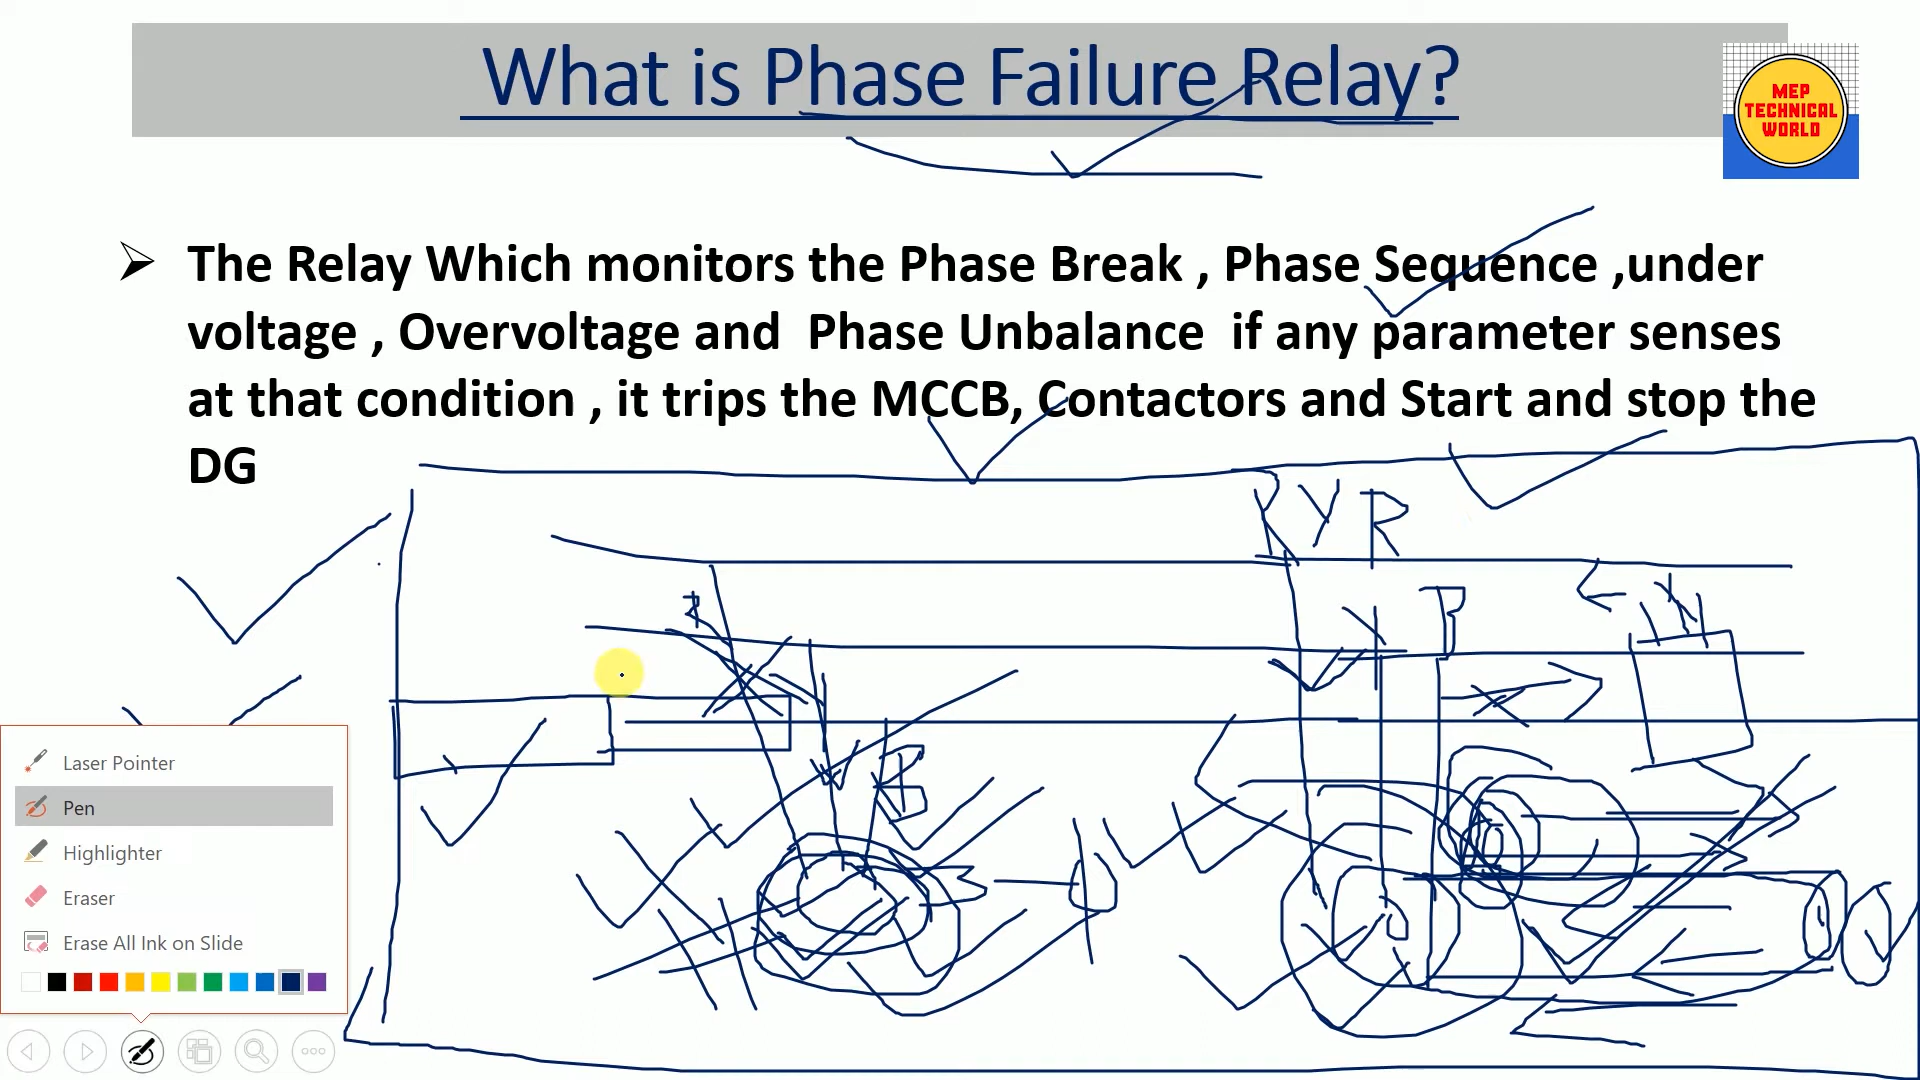 What is Phase Failure Relay?
MEP
TECHNICAL
WORLD
➢ The Relay Which monitors the Phase Break , Phase Sequence ,under
voltage , Overvoltage and Phase Unbalance if any parameter senses
at that condition , it trips the MCCB, Contactors and Start and stop the
DG
Y R
B
Laser Pointer
Pen
Highlighter
Eraser
Erase All Ink on Slide